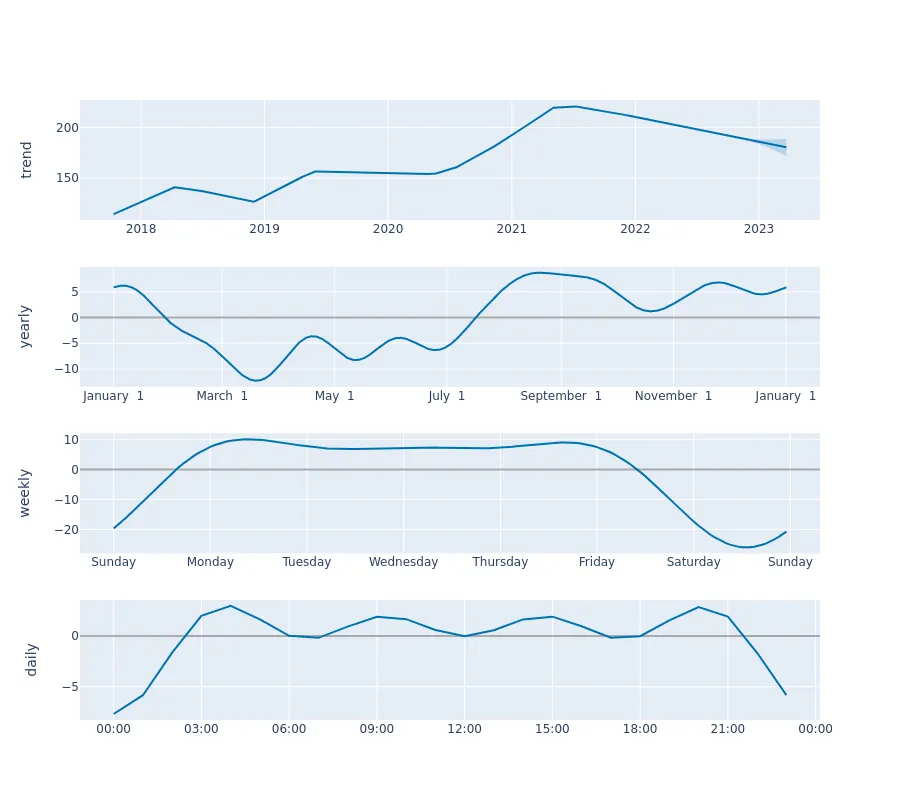 trend
200
150
2018 2019 2020 2021 2022 2023
yearly
5
0
−5
−10
January 1 March 1 May 1 July 1 September 1 November 1 January 1
weekly
10
0
−10
−20
Sunday Monday Tuesday Wednesday Thursday Friday Saturday Sunday
daily
0
−5
00:00 03:00 06:00 09:00 12:00 15:00 18:00 21:00 00:00